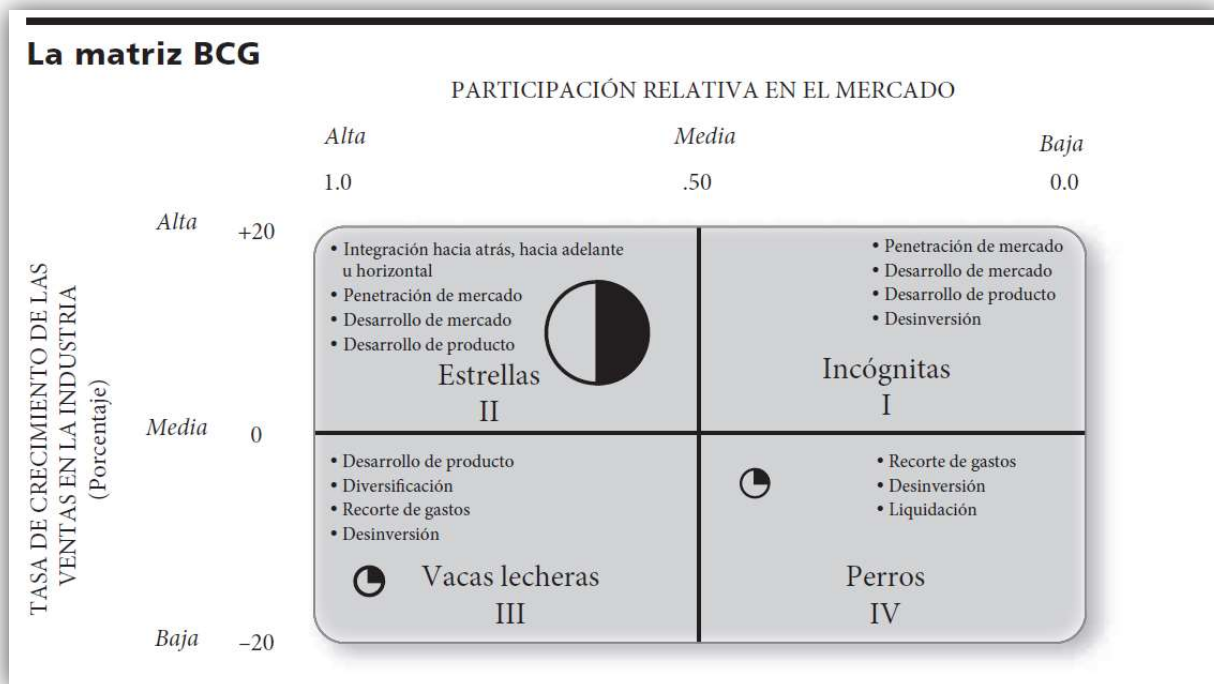 La matriz BCG
PARTICIPACIÓN RELATIVA EN EL MERCADO
Alta
Media
Baja
1.0
.50
0.0
TASA DE CRECIMIENTO DE LAS
VENTAS EN LA INDUSTRIA
(Porcentaje)
Alta
+20
Media
0
Baja
–20
• Integración hacia atrás, hacia adelante
u horizontal
• Penetración de mercado
• Desarrollo de mercado
• Desarrollo de producto
Estrellas
II
• Penetración de mercado
• Desarrollo de mercado
• Desarrollo de producto
• Desinversión
Incógnitas
I
• Desarrollo de producto
• Diversificación
• Recorte de gastos
• Desinversión
Vacas lecheras
III
• Recorte de gastos
• Desinversión
• Liquidación
Perros
IV